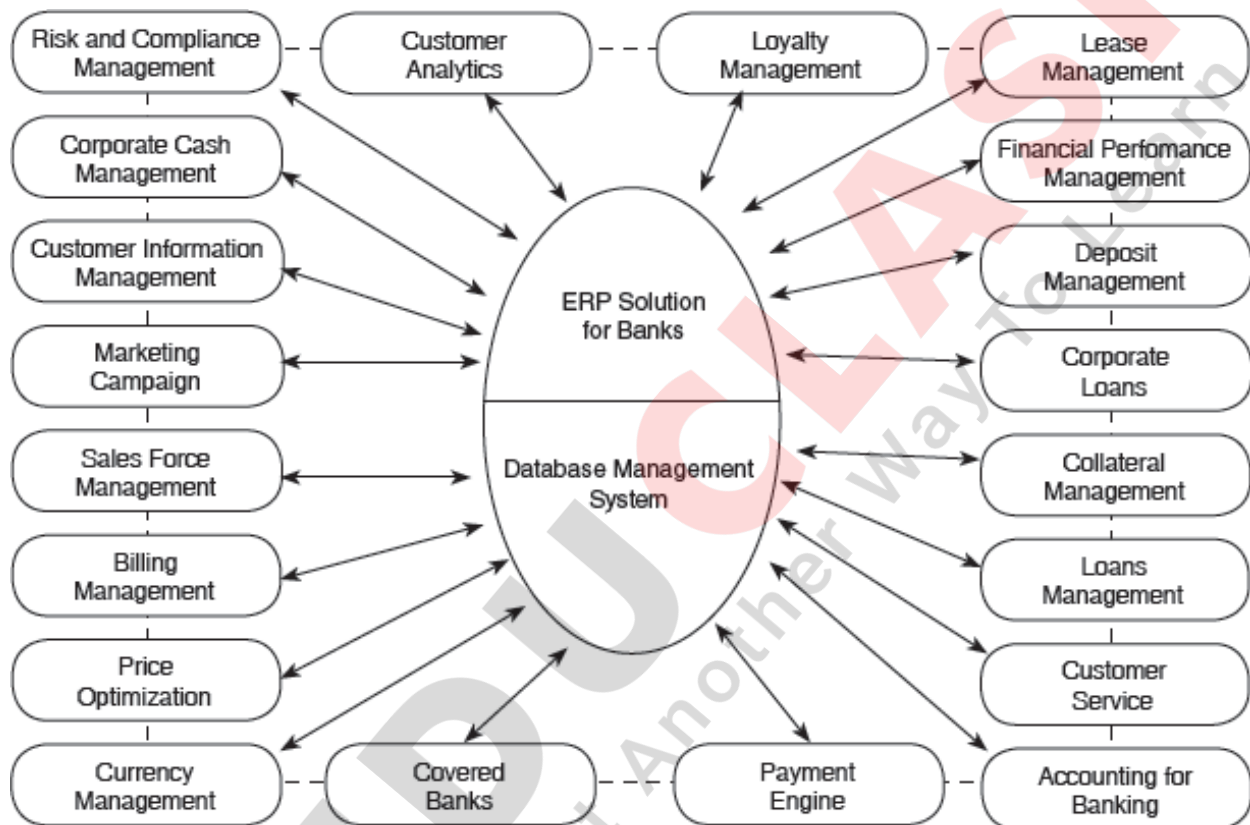 Risk and Compliance
Management
Customer
Analytics
Loyalty
Management
Lease
Management
Corporate Cash
Management
Financial Perfomance
Management
Customer Information
Management
Deposit
Management
ERP Solution
for Banks
Marketing
Campaign
Corporate
Loans
Sales Force
Management
Database Management
System
Collateral
Management
Billing
Management
Loans
Management
Price
Optimization
Customer
Service
Currency
Management
Covered
Banks
Payment
Engine
Accounting for
Banking
DUCLAS
Another Way To Learn